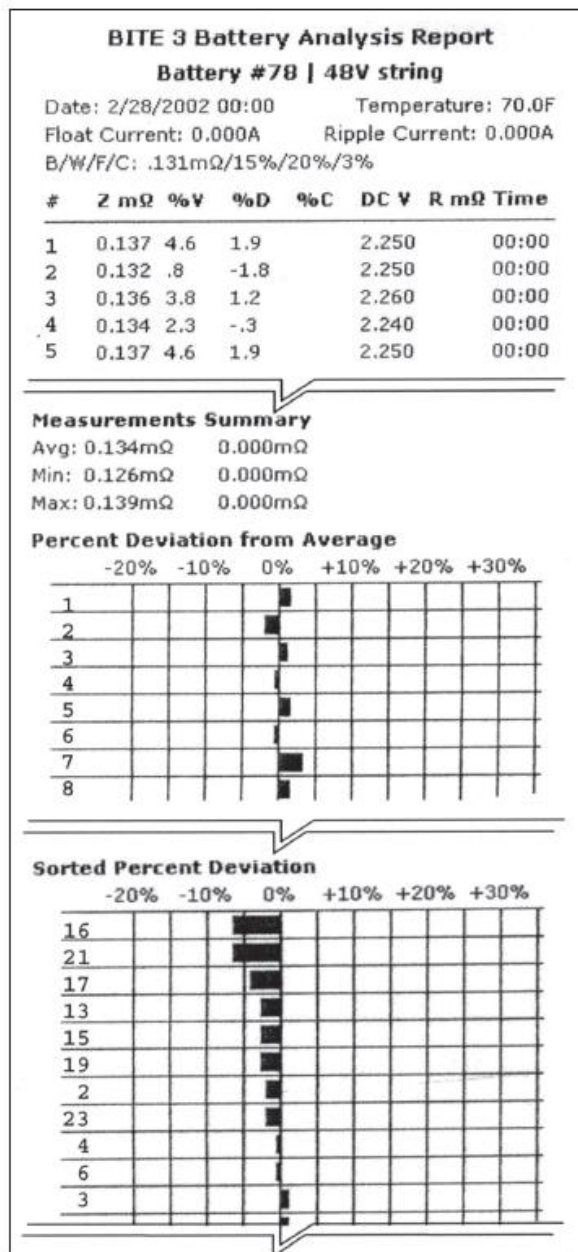 BITE 3 Battery Analysis Report
Battery #78 | 48V string
Date: 2/28/2002 00:00 Temperature: 70.0F
Float Current: 0.000A Ripple Current: 0.000A
B/W/F/C: .131mΩ/15%/20%/3%
# Z mΩ %V %D %C DC V R mΩ Time
1 0.137 4.6 1.9 2.250 00:00
2 0.132 .8 -1.8 2.250 00:00
3 0.136 3.8 1.2 2.260 00:00
4 0.134 2.3 -.3 2.240 00:00
5 0.137 4.6 1.9 2.250 00:00
Measurements Summary
Avg: 0.134mΩ 0.000mΩ
Min: 0.126mΩ 0.000mΩ
Max: 0.139mΩ 0.000mΩ
Percent Deviation from Average
-20% -10% 0% +10% +20% +30%
1
2
3
4
5
6
7
8
Sorted Percent Deviation
-20% -10% 0% +10% +20% +30%
16
21
17
13
15
19
2
23
4
6
3